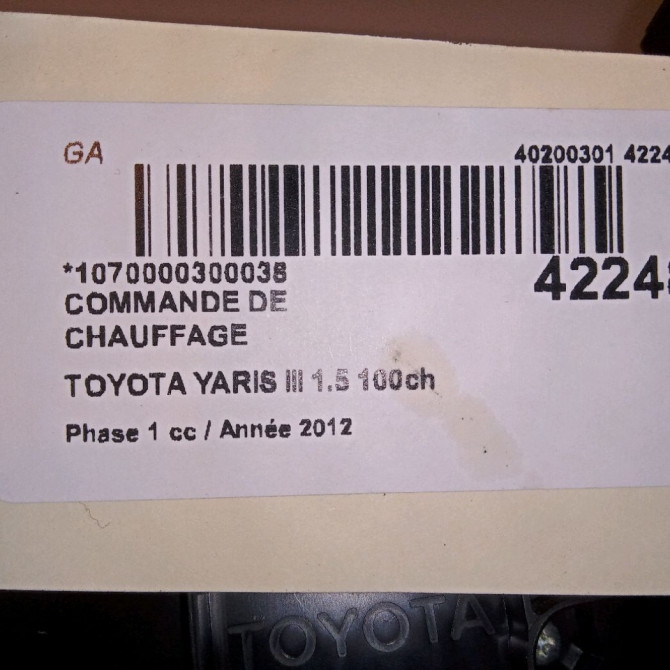 GA
40200301 4224
*1070000300038
4224
COMMANDE DE
CHAUFFAGE
TOYOTA YARIS III 1.5 100ch
Phase 1 cc / Année 2012
TOYOTA